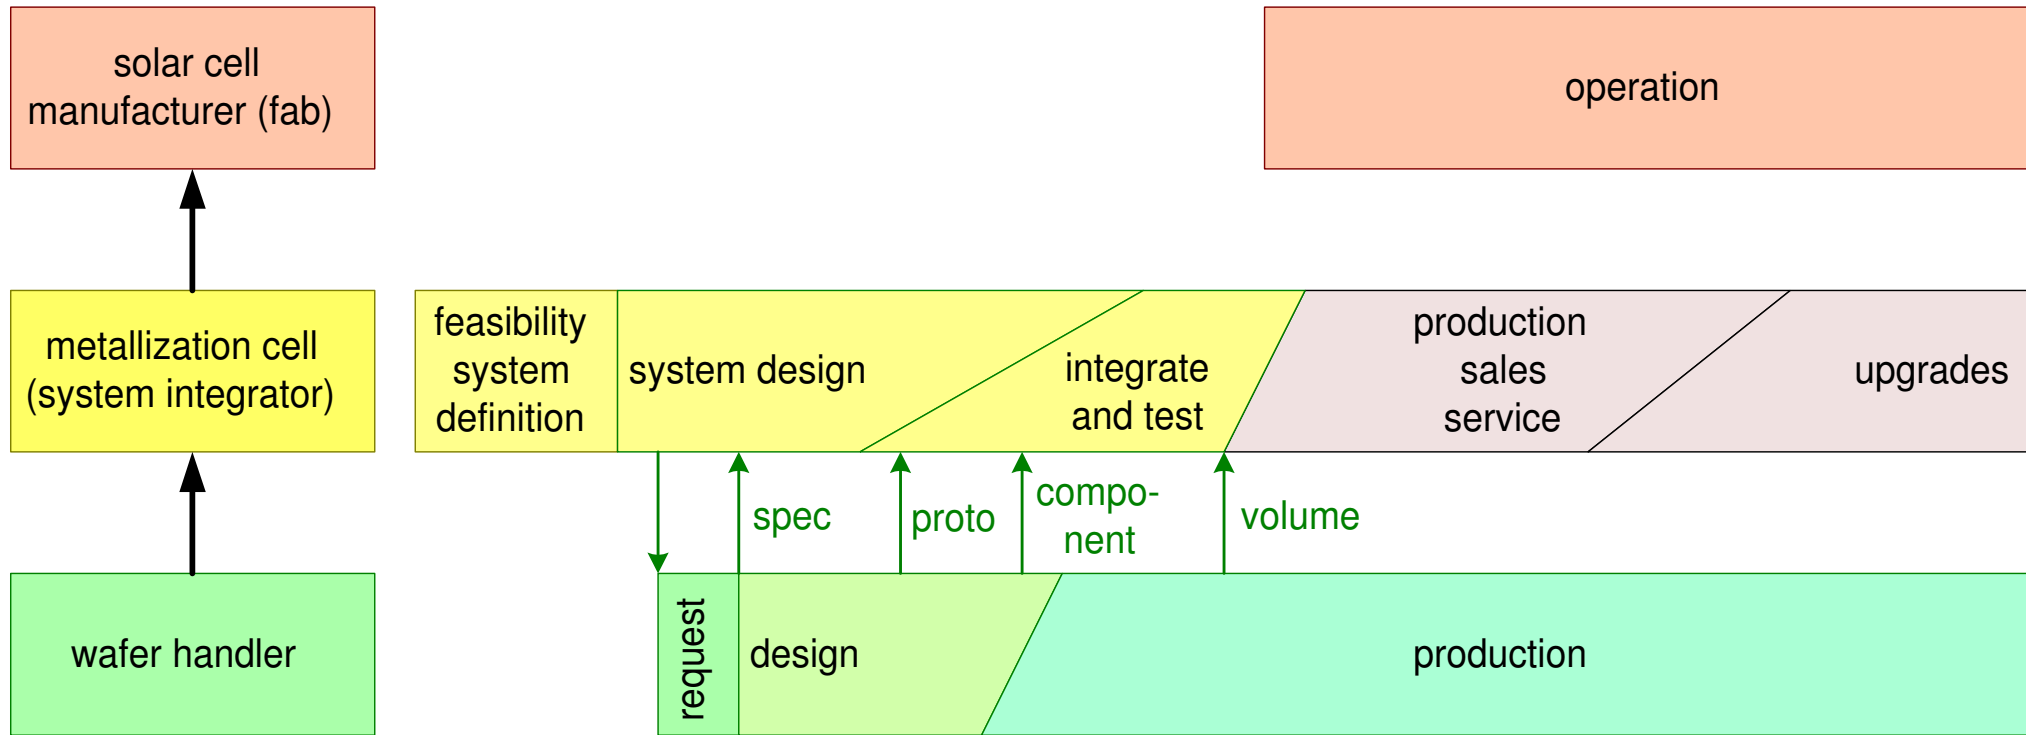 solar cell
manufacturer (fab)
operation
metallization cell
(system integrator)
feasibility
system
definition
system design
integrate
and test
production
sales
service
upgrades
spec
proto
compo-
nent
volume
wafer handler
request
design
production